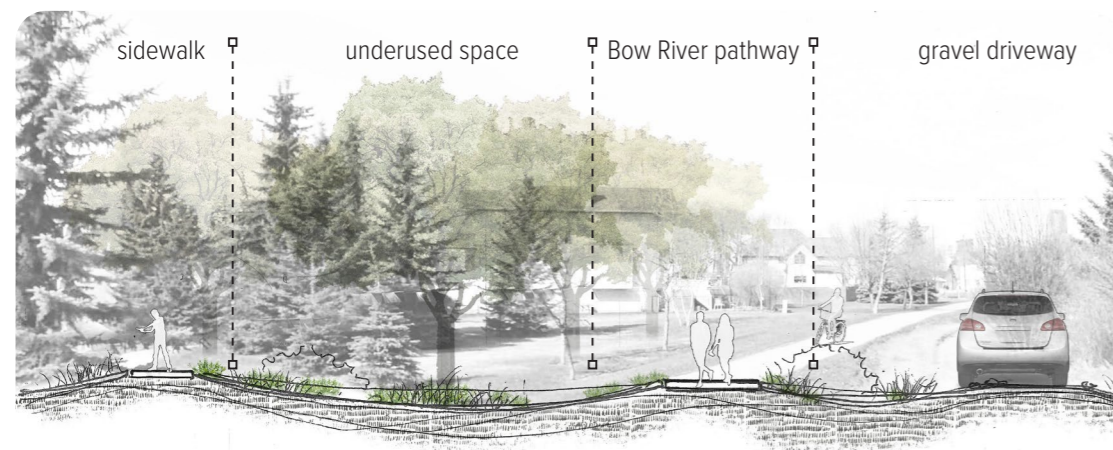 sidewalk
underused space
Bow River pathway
gravel driveway